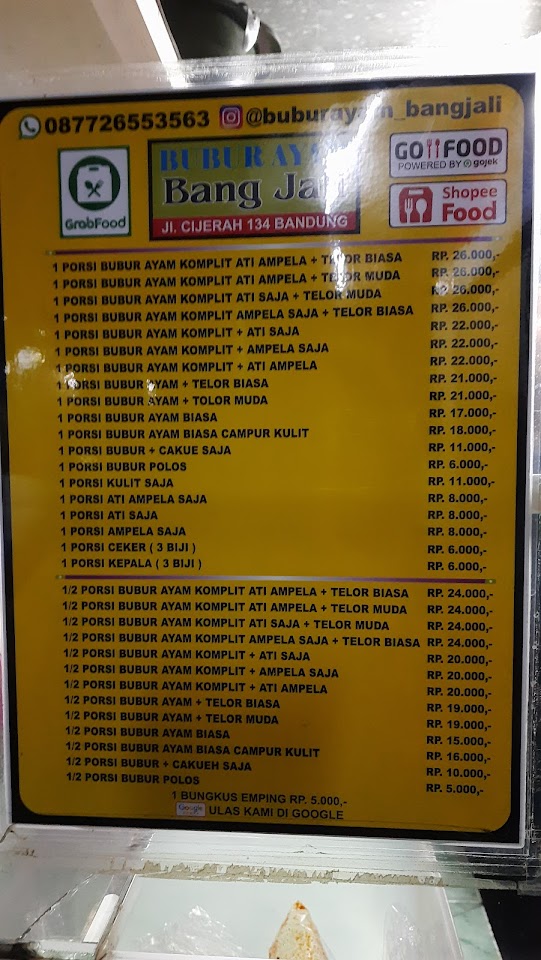 087726553563 @buburayam_bangjali
GrabFood
BUBUR AYAM
Bang Jali
Jl. CIJERAH 134 BANDUNG
GO FOOD
POWERED BY gojek
Shopee
Food
1 PORSI BUBUR AYAM KOMPLIT ATI AMPELA + TELOR BIASA RP. 26.000,-
1 PORSI BUBUR AYAM KOMPLIT ATI AMPELA + TELOR MUDA RP. 26.000,-
1 PORSI BUBUR AYAM KOMPLIT ATI SAJA + TELOR MUDA RP. 26.000,-
1 PORSI BUBUR AYAM KOMPLIT AMPELA SAJA + TELOR BIASA RP. 26.000,-
1 PORSI BUBUR AYAM KOMPLIT + ATI SAJA RP. 22.000,-
1 PORSI BUBUR AYAM KOMPLIT + AMPELA SAJA RP. 22.000,-
1 PORSI BUBUR AYAM KOMPLIT + ATI AMPELA RP. 22.000,-
1 PORSI BUBUR AYAM + TELOR BIASA RP. 21.000,-
1 PORSI BUBUR AYAM + TOLOR MUDA RP. 21.000,-
1 PORSI BUBUR AYAM BIASA RP. 17.000,-
1 PORSI BUBUR AYAM BIASA CAMPUR KULIT RP. 18.000,-
1 PORSI BUBUR + CAKUE SAJA RP. 11.000,-
1 PORSI BUBUR POLOS RP. 6.000,-
1 PORSI KULIT SAJA RP. 11.000,-
1 PORSI ATI AMPELA SAJA RP. 8.000,-
1 PORSI ATI SAJA RP. 8.000,-
1 PORSI AMPELA SAJA RP. 8.000,-
1 PORSI CEKER ( 3 BIJI ) RP. 6.000,-
1 PORSI KEPALA ( 3 BIJI ) RP. 6.000,-
1/2 PORSI BUBUR AYAM KOMPLIT ATI AMPELA + TELOR BIASA RP. 24.000,-
1/2 PORSI BUBUR AYAM KOMPLIT ATI AMPELA + TELOR MUDA RP. 24.000,-
1/2 PORSI BUBUR AYAM KOMPLIT ATI SAJA + TELOR MUDA RP. 24.000,-
1/2 PORSI BUBUR AYAM KOMPLIT AMPELA SAJA + TELOR BIASA RP. 24.000,-
1/2 PORSI BUBUR AYAM KOMPLIT + ATI SAJA RP. 20.000,-
1/2 PORSI BUBUR AYAM KOMPLIT + AMPELA SAJA RP. 20.000,-
1/2 PORSI BUBUR AYAM KOMPLIT + ATI AMPELA RP. 20.000,-
1/2 PORSI BUBUR AYAM + TELOR BIASA RP. 19.000,-
1/2 PORSI BUBUR AYAM + TELOR MUDA RP. 19.000,-
1/2 PORSI BUBUR AYAM BIASA RP. 15.000,-
1/2 PORSI BUBUR AYAM BIASA CAMPUR KULIT RP. 16.000,-
1/2 PORSI BUBUR + CAKUEH SAJA RP. 10.000,-
1/2 PORSI BUBUR POLOS RP. 5.000,-
1 BUNGKUS EMPING RP. 5.000,-
Google ULAS KAMI DI GOOGLE